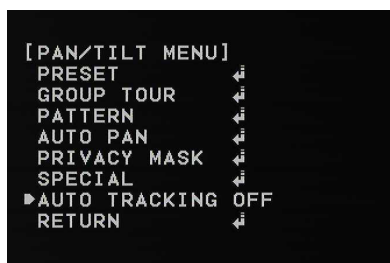 [PAN/TILT MENU]
PRESET ↲
GROUP TOUR ↲
PATTERN ↲
AUTO PAN ↲
PRIVACY MASK ↲
SPECIAL ↲
▶AUTO TRACKING OFF
RETURN ↲